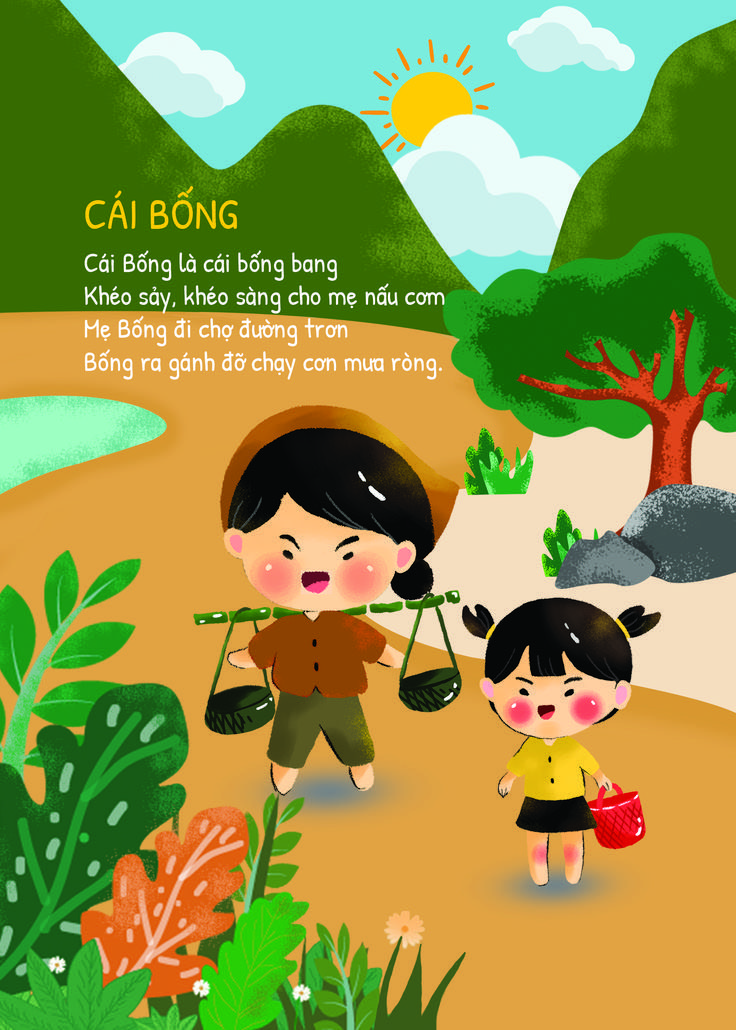 CÁI BỐNG
Cái Bống là cái bống bang
Khéo sảy, khéo sàng cho mẹ nấu cơm
Mẹ Bống đi chợ đường trơn
Bống ra gánh đỡ chạy cơn mưa ròng.